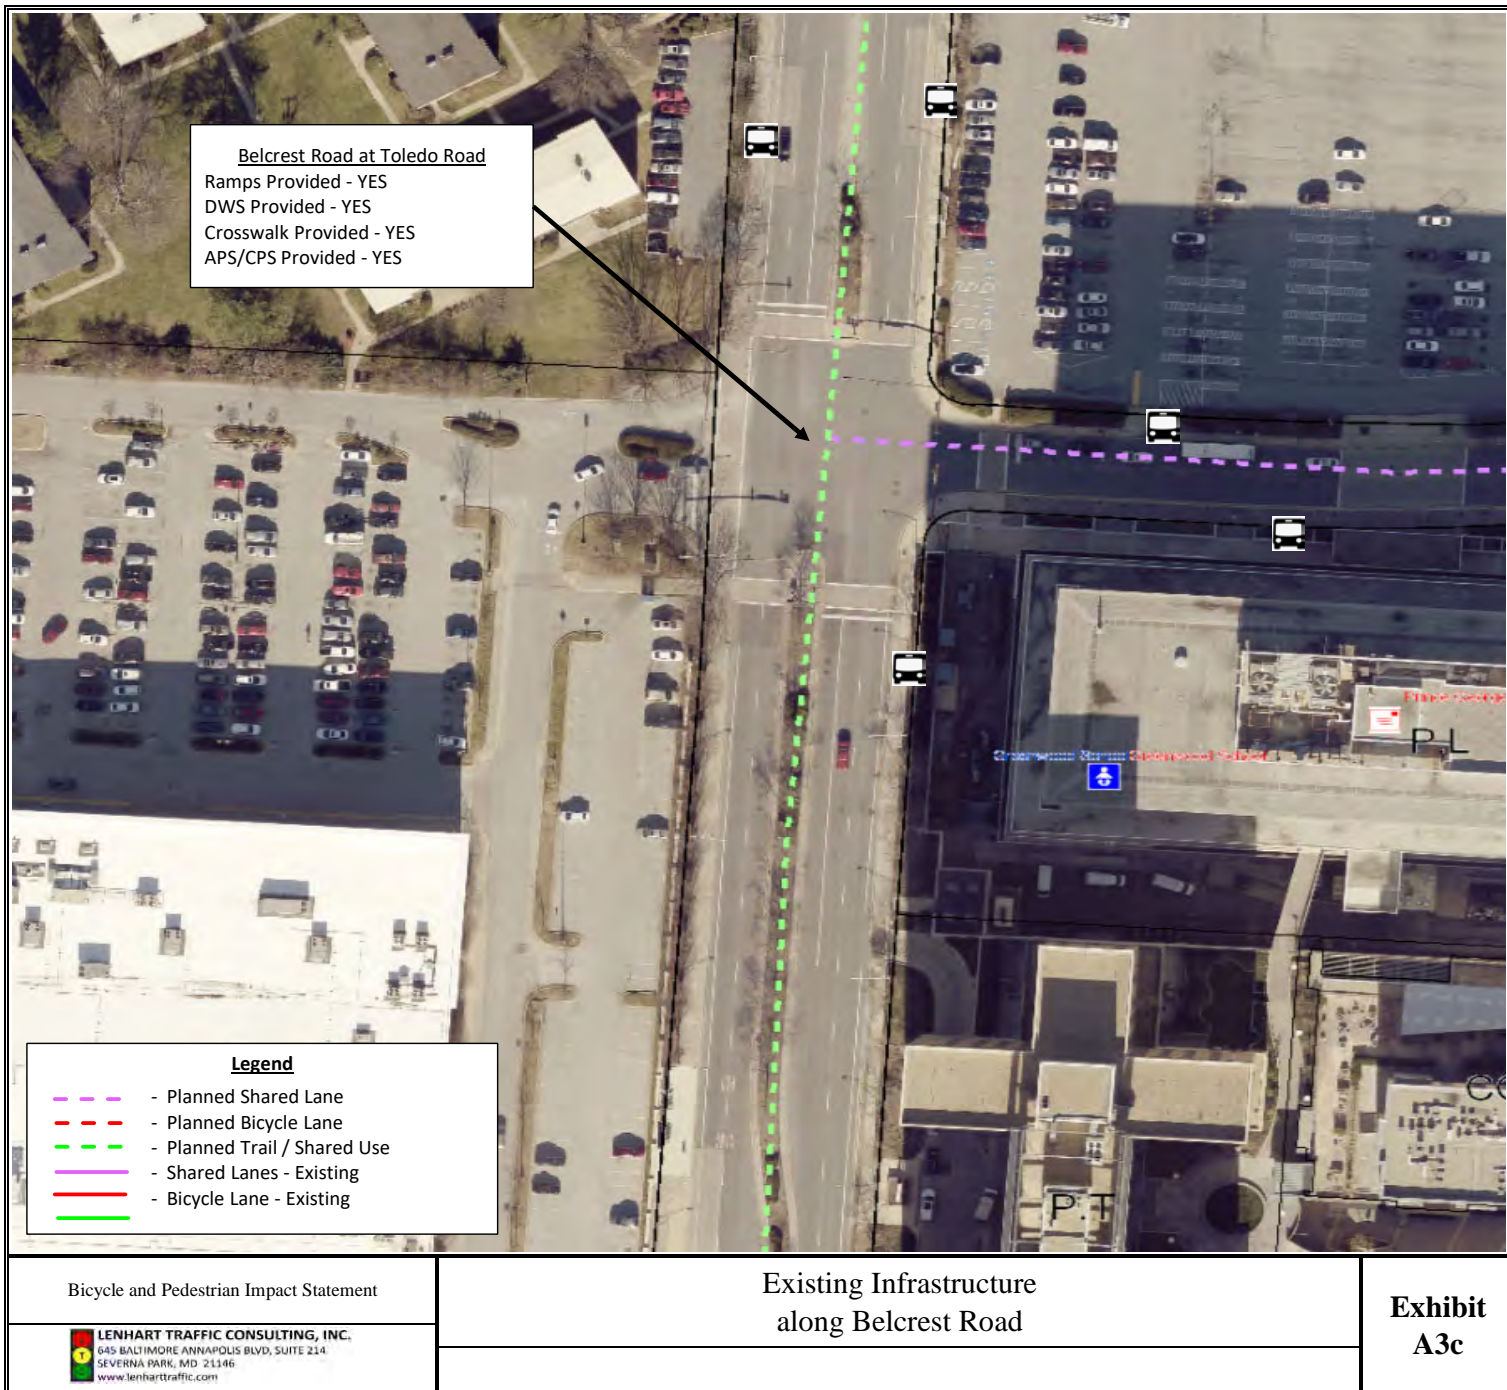 Belcrest Road at Toledo Road
Ramps Provided - YES
DWS Provided - YES
Crosswalk Provided - YES
APS/CPS Provided - YES
P.L
P.T
Legend
- Planned Shared Lane
- Planned Bicycle Lane
- Planned Trail / Shared Use
- Shared Lanes - Existing
- Bicycle Lane - Existing
Bicycle and Pedestrian Impact Statement
LENHART TRAFFIC CONSULTING, INC.
645 BALTIMORE ANNAPOLIS BLVD, SUITE 214
SEVERNA PARK, MD 21146
www.lenharttraffic.com
Existing Infrastructure
along Belcrest Road
Exhibit
A3c